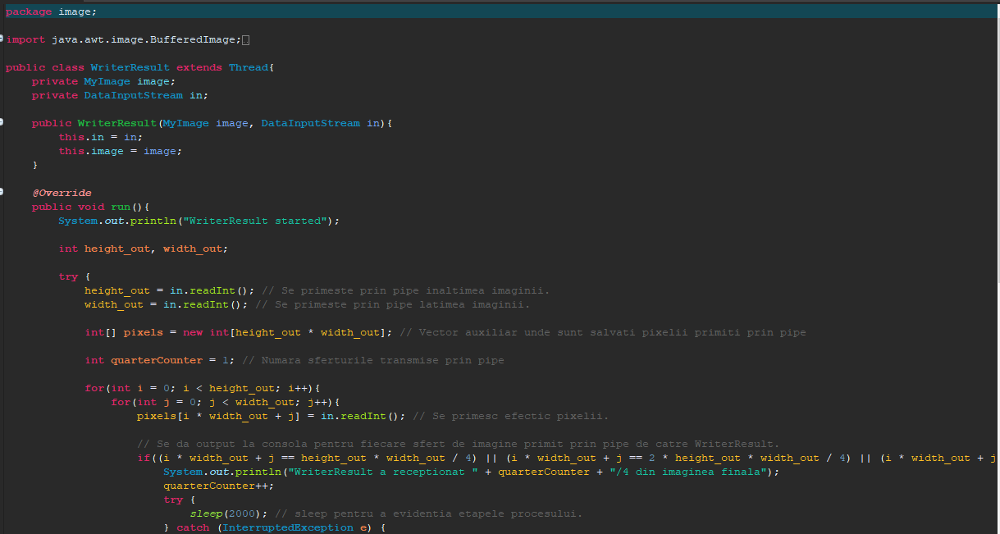 package image;
import java.awt.image.BufferedImage;
public class WriterResult extends Thread{
private MyImage image;
private DataInputStream in;
public WriterResult(MyImage image, DataInputStream in){
this.in = in;
this.image = image;
}
@Override
public void run(){
System.out.println("WriterResult started");
int height_out, width_out;
try {
height_out = in.readInt(); // Se primeste prin pipe inaltimea imaginii.
width_out = in.readInt(); // Se primeste prin pipe latimea imaginii.
int[] pixels = new int[height_out * width_out]; // Vector auxiliar unde sunt salvati pixelii primiti prin pipe
int quarterCounter = 1; // Numara sferturile transmise prin pipe
for(int i = 0; i < height_out; i++){
for(int j = 0; j < width_out; j++){
pixels[i * width_out + j] = in.readInt(); // Se primesc efectic pixelii.
// Se da output la consola pentru fiecare sfert de imagine primit prin pipe de catre WriterResult.
if((i * width_out + j == height_out * width_out / 4) || (i * width_out + j == 2 * height_out * width_out / 4) || (i * width_out + j
System.out.println("WriterResult a receptionat " + quarterCounter + "/4 din imaginea finala");
quarterCounter++;
try {
sleep(2000); // sleep pentru a evidentia etapele procesului.
} catch (InterruptedException e) {